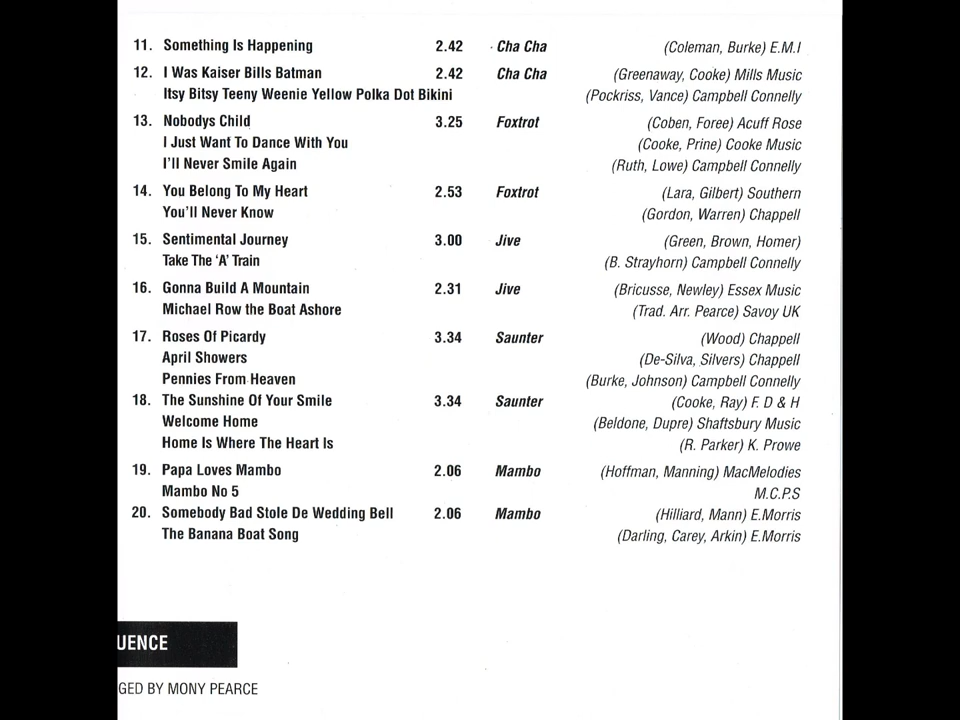 11. Something Is Happening 2.42 Cha Cha (Coleman, Burke) E.M.I
12. I Was Kaiser Bills Batman 2.42 Cha Cha (Greenaway, Cooke) Mills Music
Itsy Bitsy Teeny Weenie Yellow Polka Dot Bikini (Pockriss, Vance) Campbell Connelly
13. Nobodys Child 3.25 Foxtrot (Coben, Foree) Acuff Rose
I Just Want To Dance With You (Cooke, Prine) Cooke Music
I'll Never Smile Again (Ruth, Lowe) Campbell Connelly
14. You Belong To My Heart 2.53 Foxtrot (Lara, Gilbert) Southern
You'll Never Know (Gordon, Warren) Chappell
15. Sentimental Journey 3.00 Jive (Green, Brown, Homer)
Take The ‘A’ Train (B. Strayhorn) Campbell Connelly
16. Gonna Build A Mountain 2.31 Jive (Bricusse, Newley) Essex Music
Michael Row the Boat Ashore (Trad. Arr. Pearce) Savoy UK
17. Roses Of Picardy 3.34 Saunter (Wood) Chappell
April Showers (De-Silva, Silvers) Chappell
Pennies From Heaven (Burke, Johnson) Campbell Connelly
18. The Sunshine Of Your Smile 3.34 Saunter (Cooke, Ray) F. D & H
Welcome Home (Beldone, Dupre) Shaftsbury Music
Home Is Where The Heart Is (R. Parker) K. Prowe
19. Papa Loves Mambo 2.06 Mambo (Hoffman, Manning) MacMelodies
Mambo No 5 M.C.P.S
20. Somebody Bad Stole De Wedding Bell 2.06 Mambo (Hilliard, Mann) E.Morris
The Banana Boat Song (Darling, Carey, Arkin) E.Morris
UENCE
GED BY MONY PEARCE